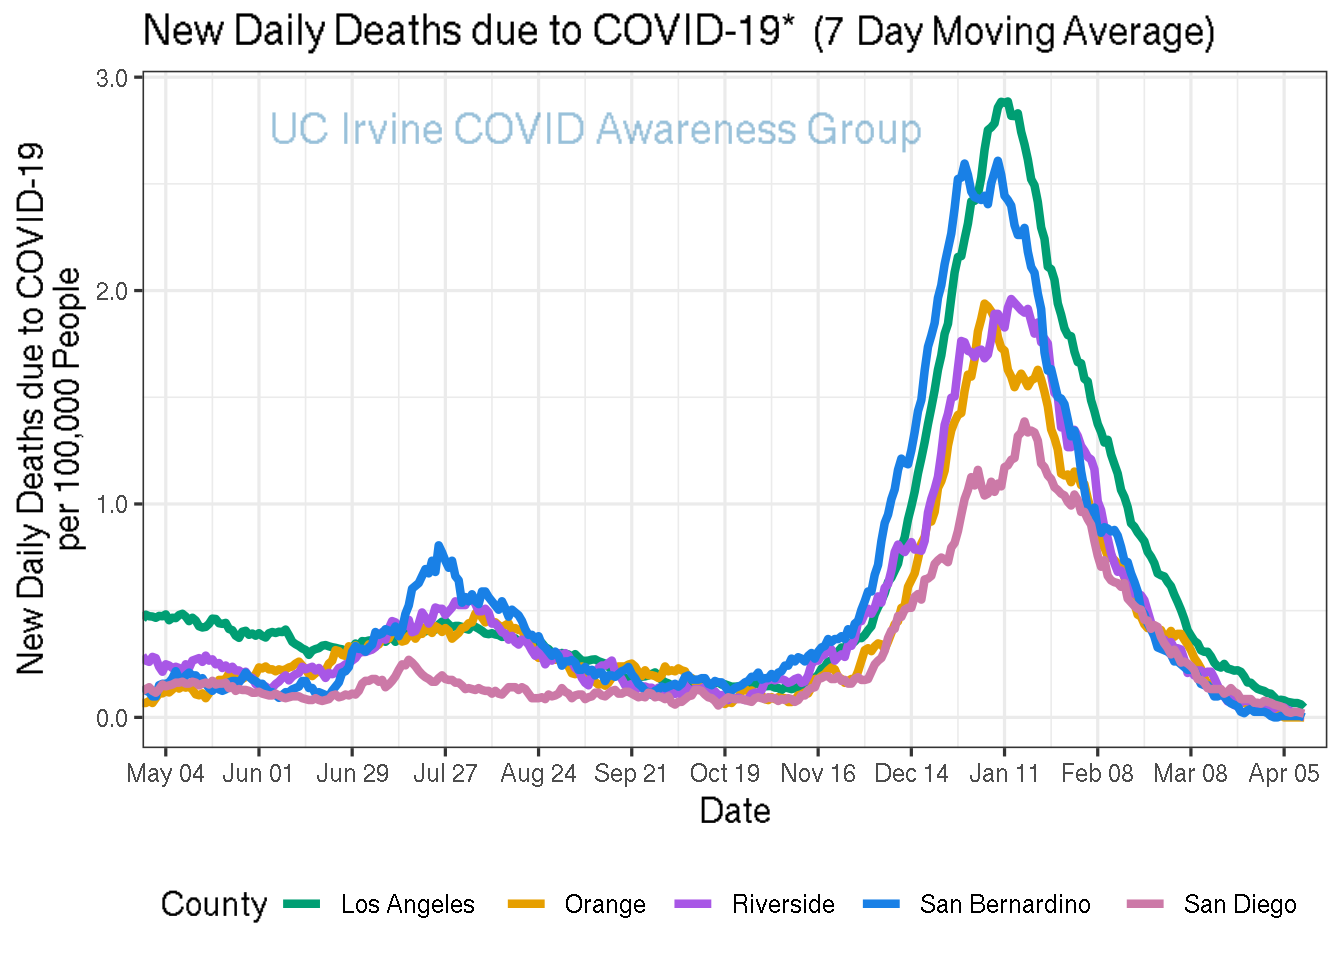 New Daily Deaths due to COVID-19* (7 Day Moving Average)
UC Irvine COVID Awareness Group
New Daily Deaths due to COVID-19
per 100,000 People
3.0
2.0
1.0
0.0
May 04 Jun 01 Jun 29 Jul 27 Aug 24 Sep 21 Oct 19 Nov 16 Dec 14 Jan 11 Feb 08 Mar 08 Apr 05
Date
County Los Angeles Orange Riverside San Bernardino San Diego